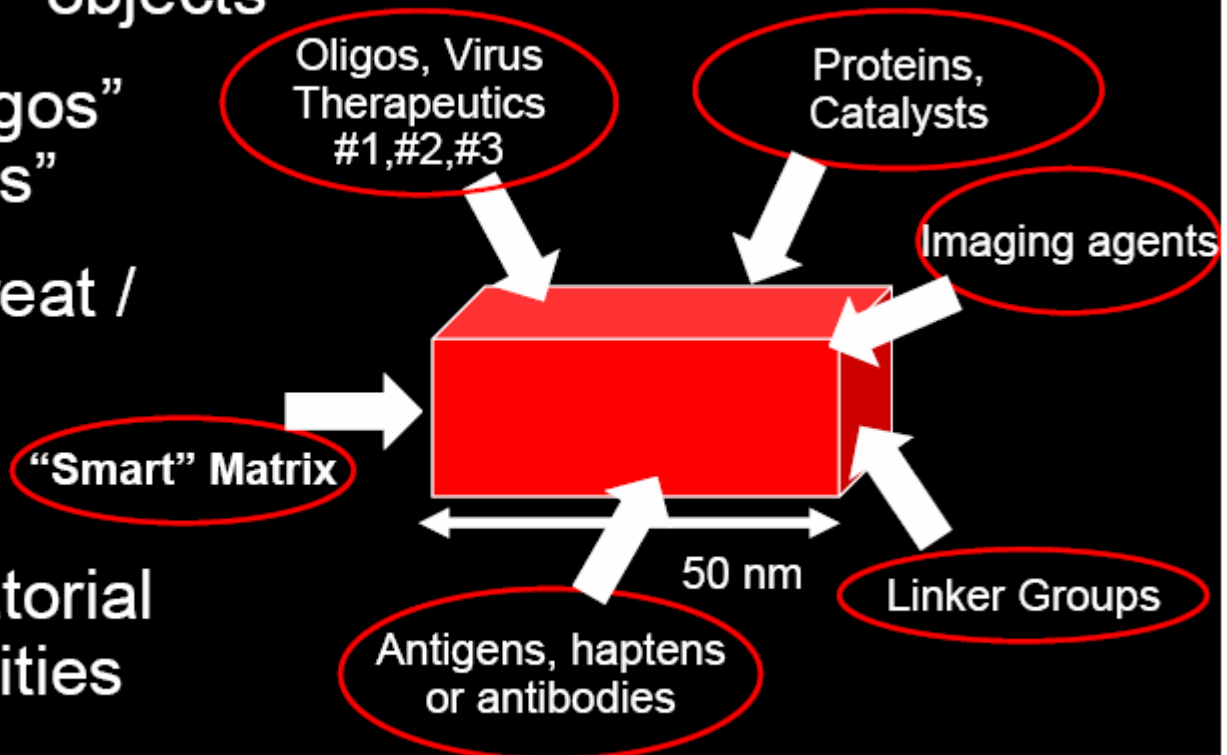 objects
gos”
s”
eat /
torial
ities
Oligos, Virus
Therapeutics
#1,#2,#3
Proteins,
Catalysts
Imaging agents
“Smart” Matrix
50 nm
Linker Groups
Antigens, haptens
or antibodies